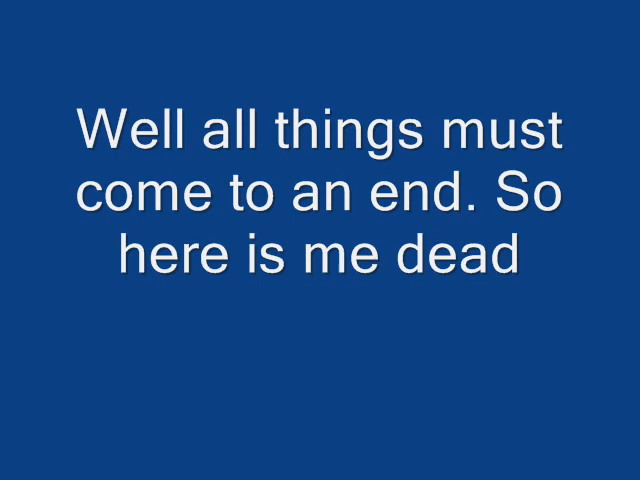 Well all things must
come to an end. So
here is me dead